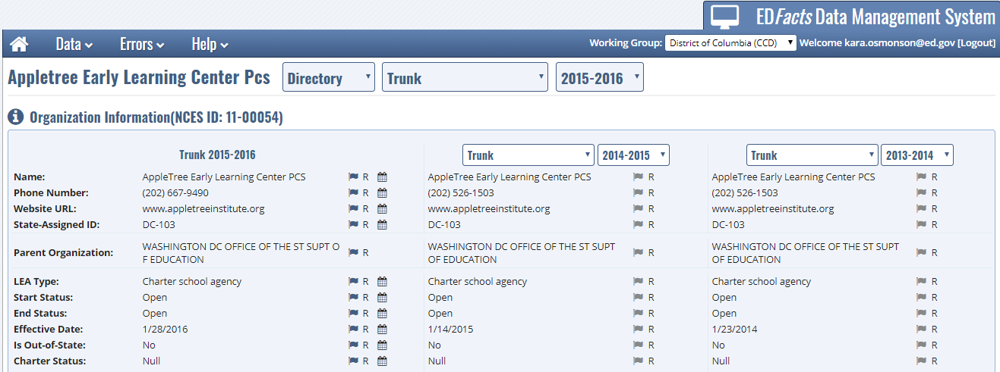 EDFacts Data Management System
Data Errors Help Working Group: District of Columbia (CCD) Welcome kara.osmonson@ed.gov [Logout]
Appletree Early Learning Center Pcs Directory Trunk 2015-2016
Organization Information(NCES ID: 11-00054)
Trunk 2015-2016 Trunk 2014-2015 Trunk 2013-2014
Name: AppleTree Early Learning Center PCS R AppleTree Early Learning Center PCS R AppleTree Early Learning Center PCS R
Phone Number: (202) 667-9490 R (202) 526-1503 R (202) 526-1503 R
Website URL: www.appletreeinstitute.org R www.appletreeinstitute.org R www.appletreeinstitute.org R
State-Assigned ID: DC-103 R DC-103 R DC-103 R
Parent Organization: WASHINGTON DC OFFICE OF THE ST SUPT O R WASHINGTON DC OFFICE OF THE ST SUPT R WASHINGTON DC OFFICE OF THE ST SUPT R
F EDUCATION OF EDUCATION OF EDUCATION
LEA Type: Charter school agency R Charter school agency R Charter school agency R
Start Status: Open R Open R Open R
End Status: Open R Open R Open R
Effective Date: 1/28/2016 R 1/14/2015 R 1/23/2014 R
Is Out-of-State: No R No R No R
Charter Status: Null R Null R Null R